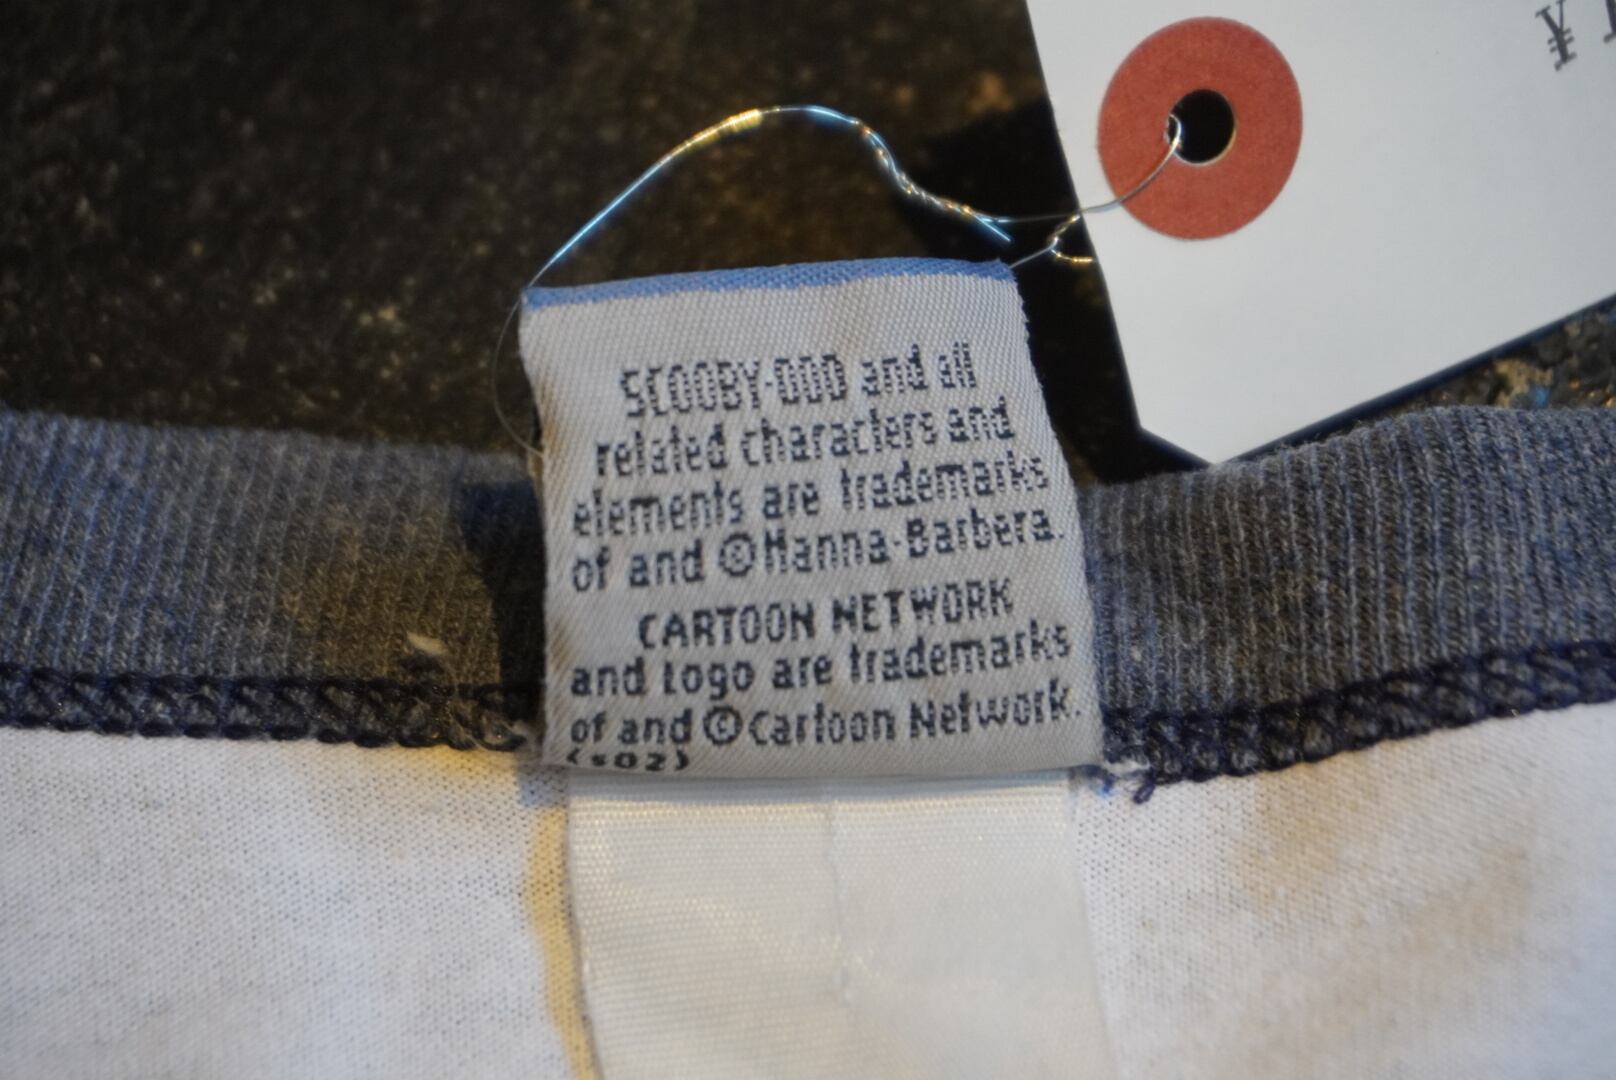 ¥1
SCOOBY-DOO and all
related characters and
elements are trademarks
of and ©Hanna-Barbera.
CARTOON NETWORK
and logo are trademarks
of and ©Cartoon Network.
(s02)